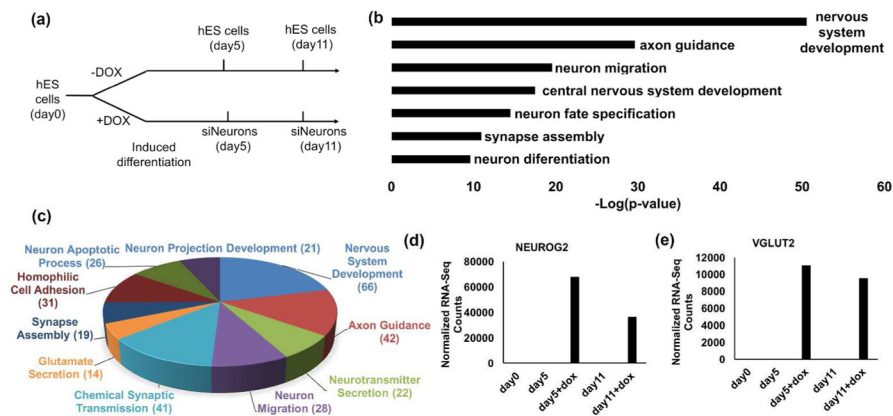 (a)
hES cells
(day5)
hES cells
(day11)
-DOX
hES
cells
(day0)
+DOX
siNeurons
(day5)
siNeurons
(day11)
Induced
differentiation
(b)
nervous
system
development
axon guidance
neuron migration
central nervous system development
neuron fate specification
synapse assembly
neuron diferentiation
0 10 20 30 40 50 60
-Log(p-value)
(c)
Neuron Apoptotic
Process (26)
Neuron Projection Development (21)
Nervous
System
Development
(66)
Homophilic
Cell Adhesion
(31)
Axon Guidance
(42)
Synapse
Assembly (19)
Glutamate
Secretion (14)
Neurotransmitter
Secretion (22)
Chemical Synaptic
Transmission (41)
Neuron
Migration (28)
(d)
NEUROG2
Normalized RNA-Seq
Counts
80000
60000
40000
20000
0
day0
day5
day5+dox
day11
day11+dox
(e)
VGLUT2
Normalized RNA-Seq
Counts
12000
10000
8000
6000
4000
2000
0
day0
day5
day5+dox
day11
day11+dox